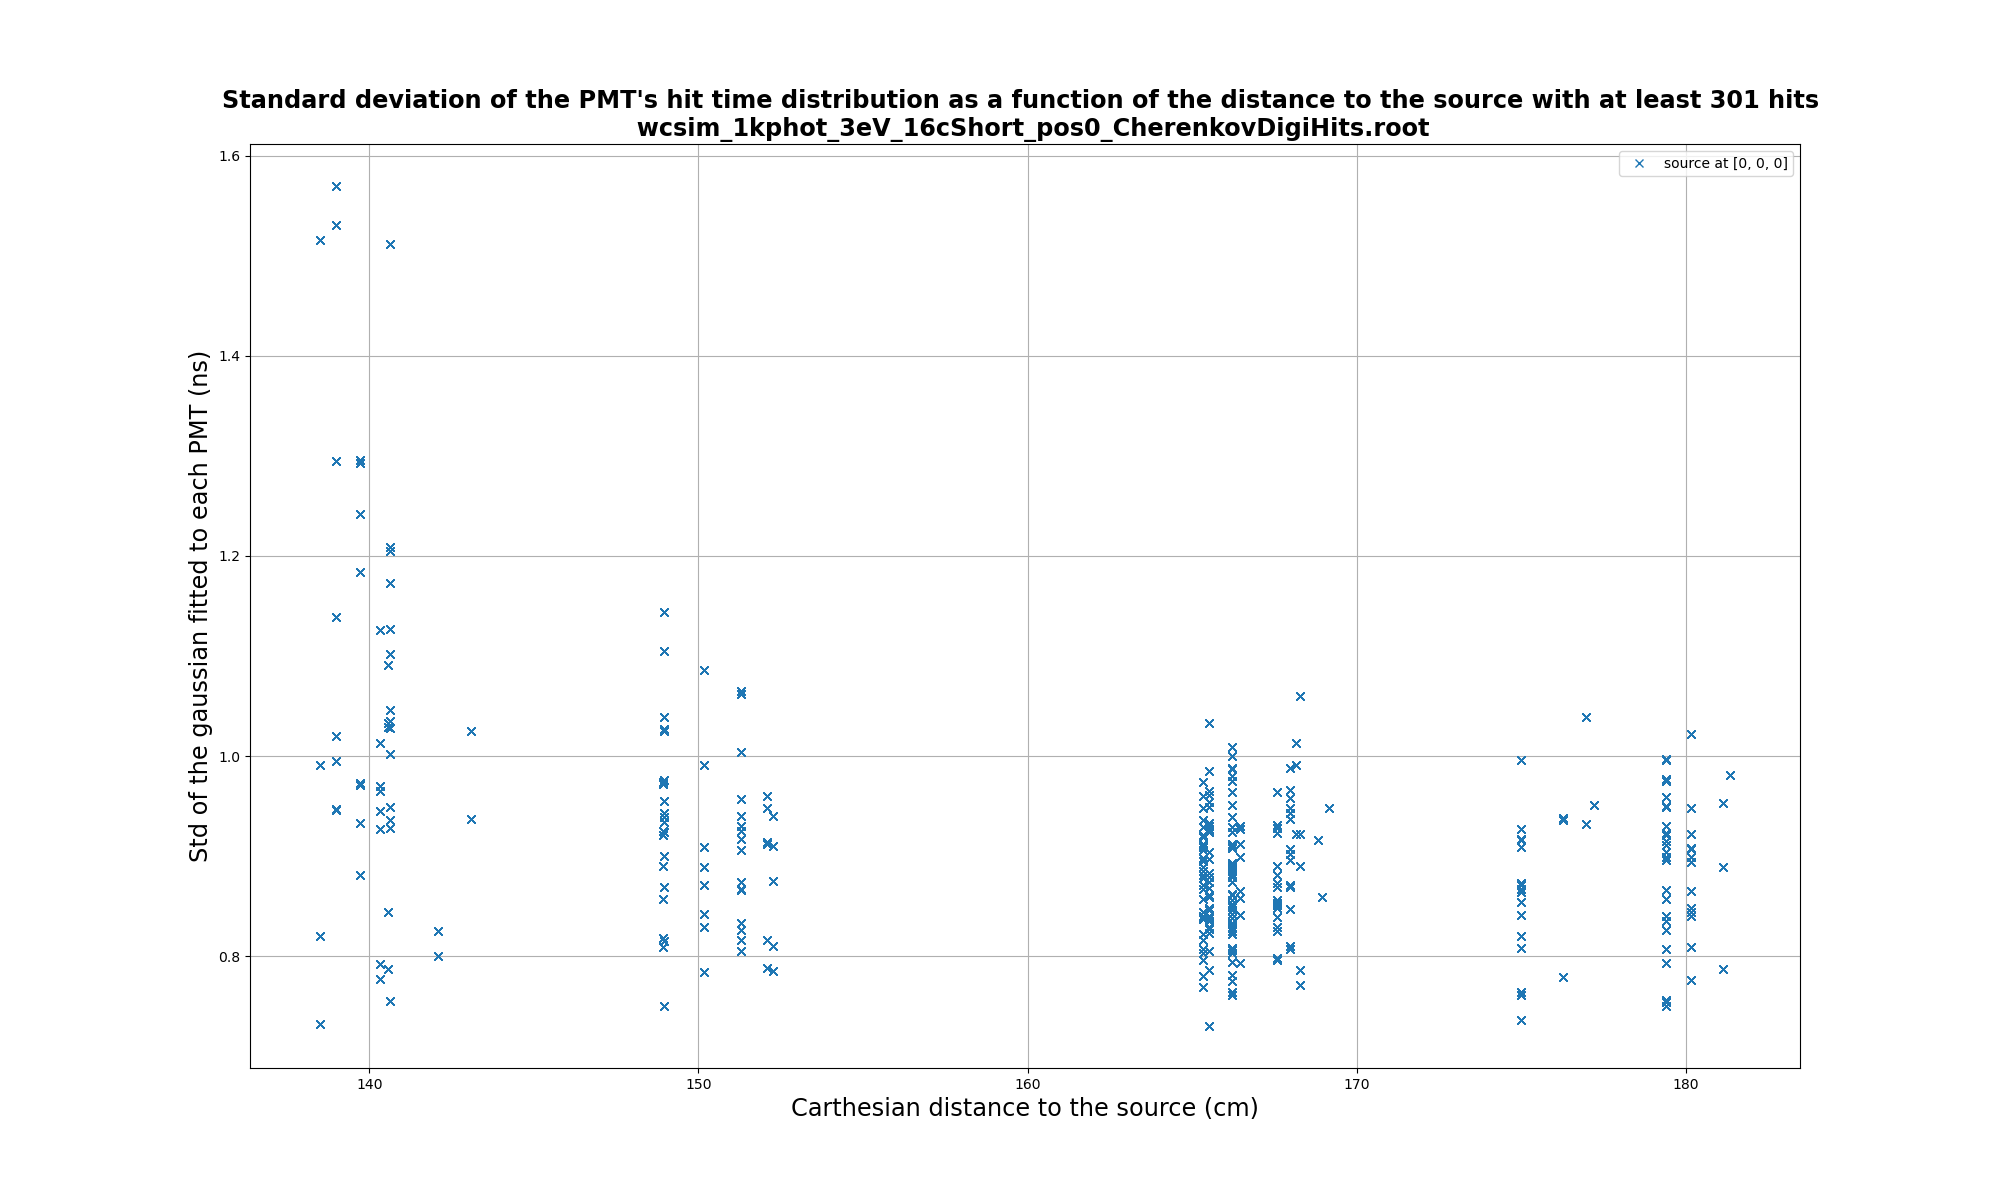 Standard deviation of the PMT's hit time distribution as a function of the distance to the source with at least 301 hits
wcsim_1kphot_3eV_16cShort_pos0_CherenkovDigiHits.root
source at [0, 0, 0]
Std of the gaussian fitted to each PMT (ns)
1.6
1.4
1.2
1.0
0.8
140 150 160 170 180
Carthesian distance to the source (cm)